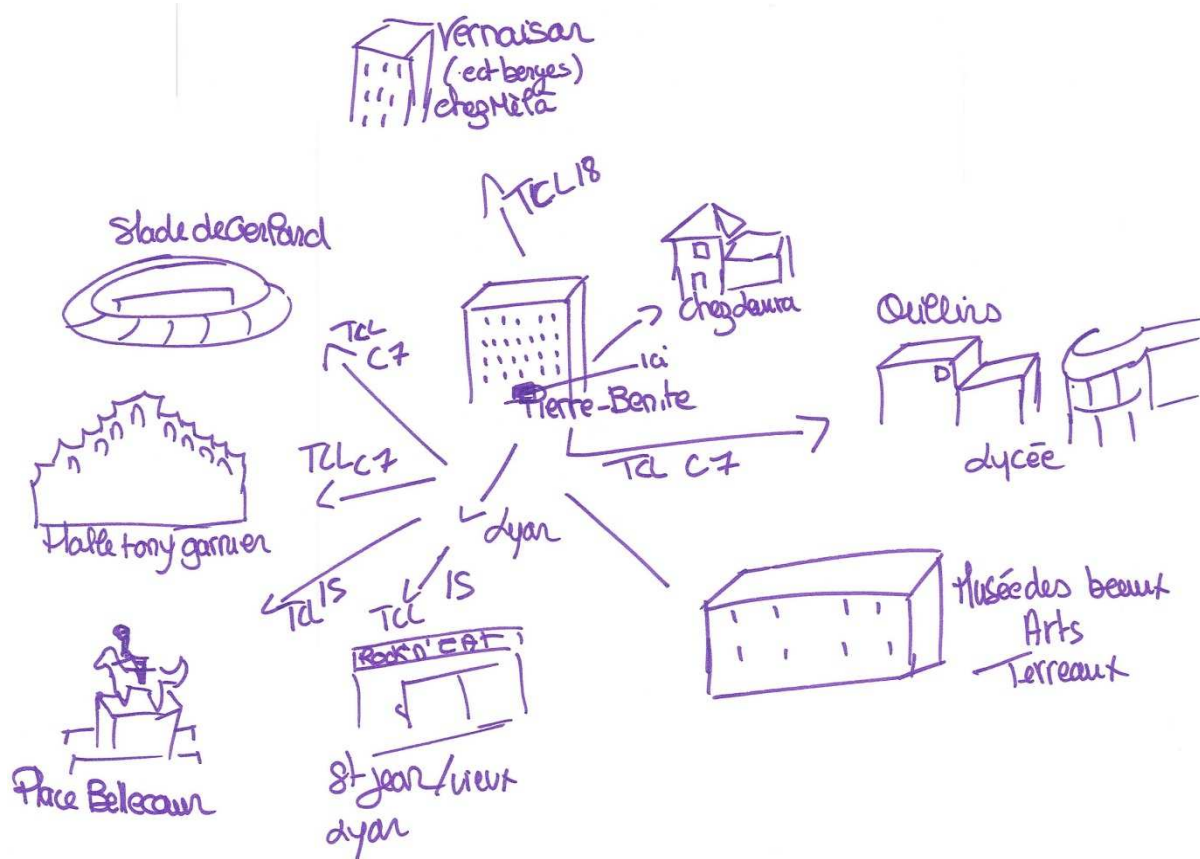 Vernaison
(ect berges)
chez Méla
TCL 18
Stade de Gerland
chez Laura
TCL
C7
ici
Pierre-Benite
Oullins
Lycée
TCL C7
TCL C7
Halle tony garnier
Lyon
TCL 15
TCL 15
ROCK N' EAT
Musée des beaux
Arts
Terreaux
Place Bellecour
St jean/vieux
Lyon